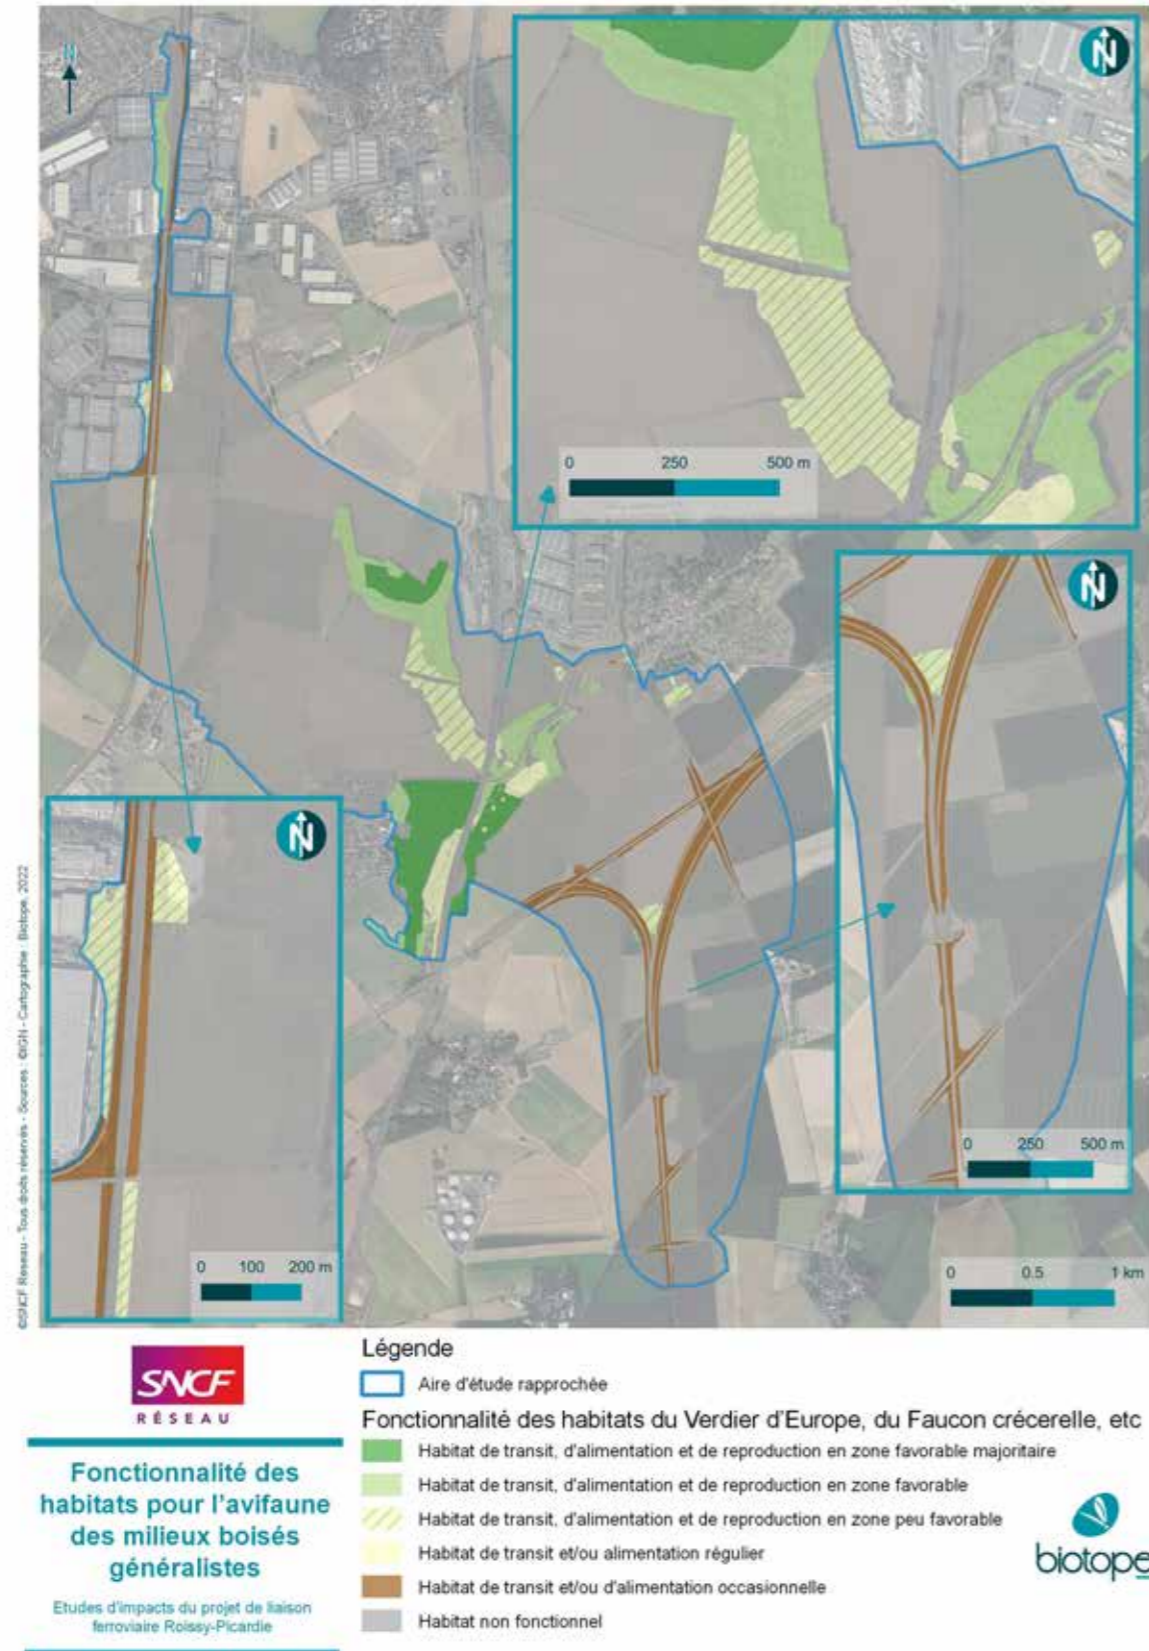 N
N
0 250 500 m
N
0 250 500 m
N
0 100 200 m
0 0.5 1 km
©SNCF Réseau - Tous droits réservés - Sources : ©IGN - Cartographie : Biotope, 2022
SNCF
RÉSEAU
Fonctionnalité des
habitats pour l'avifaune
des milieux boisés
généralistes
Etudes d'impacts du projet de liaison
ferroviaire Roissy-Picardie
Légende
Aire d'étude rapprochée
Fonctionnalité des habitats du Verdier d'Europe, du Faucon crécerelle, etc
Habitat de transit, d'alimentation et de reproduction en zone favorable majoritaire
Habitat de transit, d'alimentation et de reproduction en zone favorable
Habitat de transit, d'alimentation et de reproduction en zone peu favorable
Habitat de transit et/ou alimentation régulier
Habitat de transit et/ou d'alimentation occasionnelle
Habitat non fonctionnel
biotope